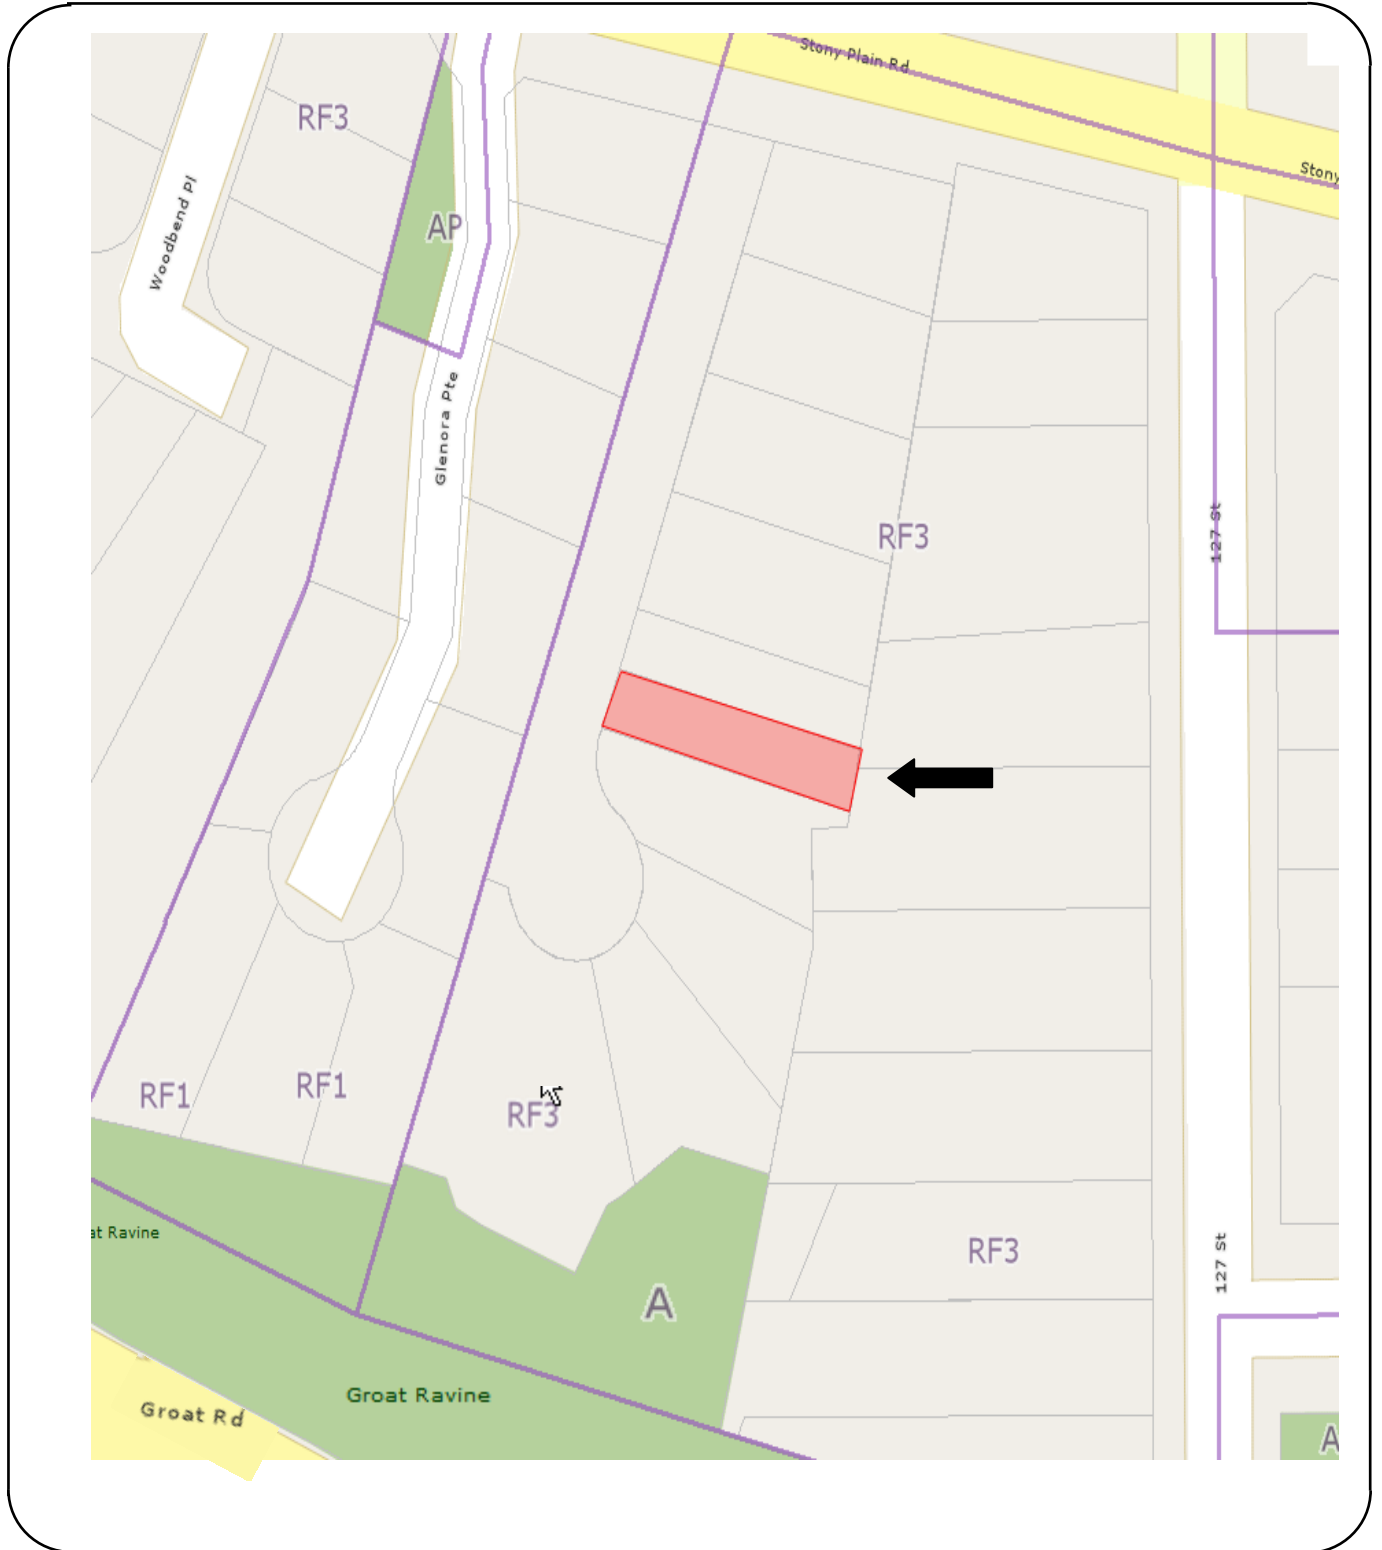 Stony Plain Rd
Stony
RF3
Woodbend Pl
AP
Glenora Pte
RF3
127 St
RF1
RF1
RF3
at Ravine
RF3
127 St
A
Groat Ravine
Groat Rd
A